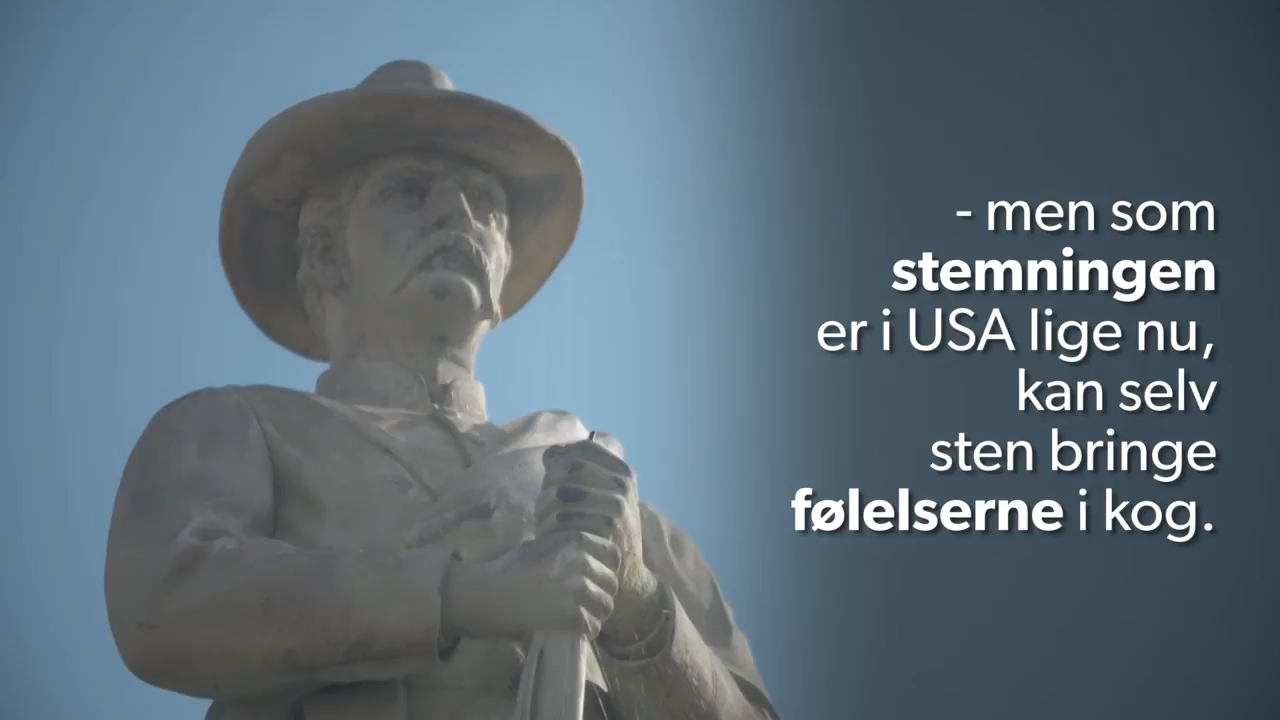 - men som
stemningen
er i USA lige nu,
kan selv
sten bringe
følelserne i kog.